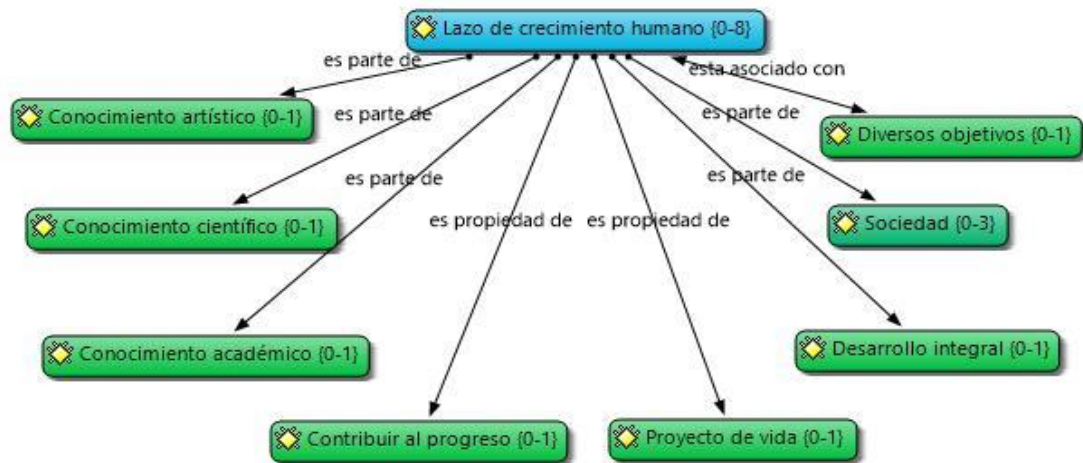 Lazo de crecimiento humano {0-8}
es parte de
esta asociado con
Conocimiento artístico {0-1}
es parte de
es parte de
Diversos objetivos {0-1}
es parte de
es parte de
Conocimiento científico {0-1}
es propiedad de
es propiedad de
Sociedad {0-3}
Conocimiento académico {0-1}
Desarrollo integral {0-1}
Contribuir al progreso {0-1}
Proyecto de vida {0-1}